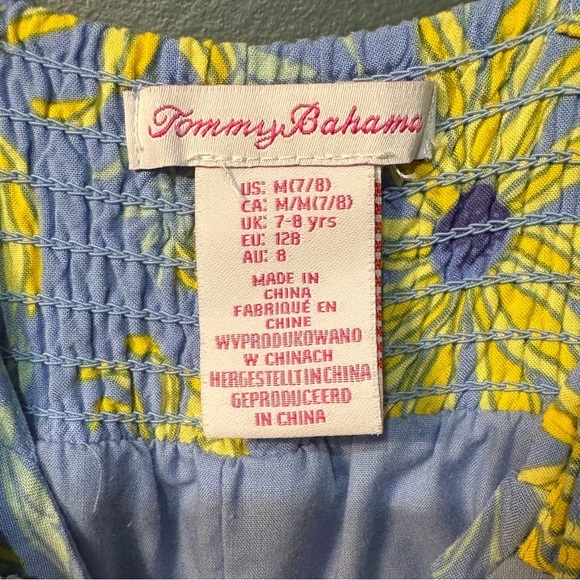 Tommy Bahama
US: M(7/8)
CA: M/M(7/8)
UK: 7-8 yrs
EU: 128
AU: 8
MADE IN
CHINA
FABRIQUÉ EN
CHINE
WYPRODUKOWANO
W CHINACH
HERGESTELLT IN CHINA
GEPRODUCEERD
IN CHINA